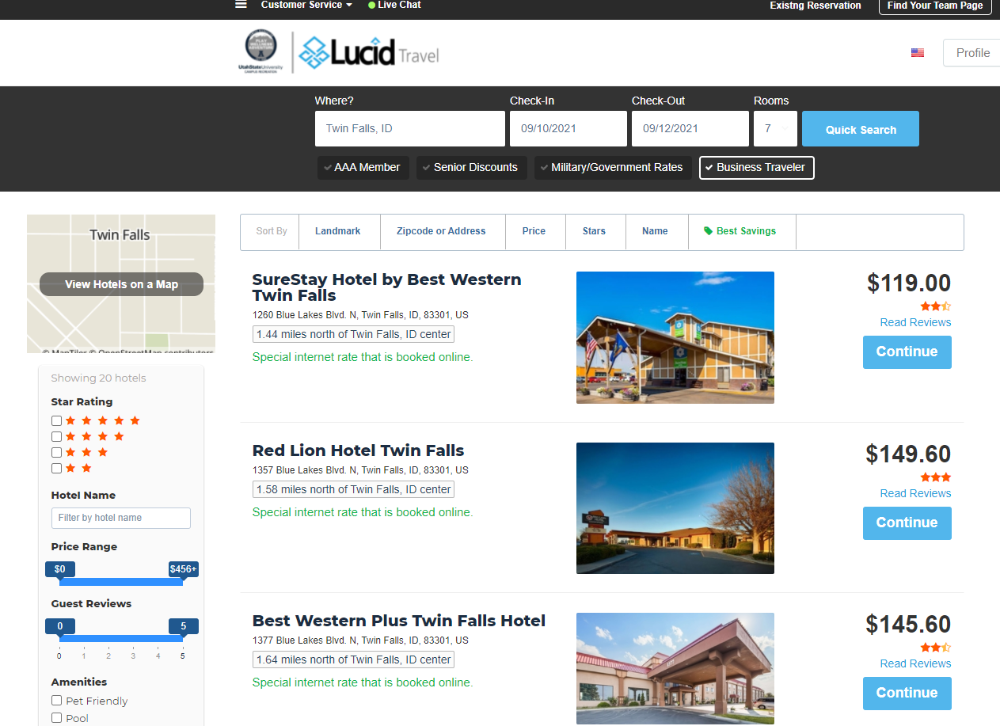 Customer Service
Live Chat
Existng Reservation
Find Your Team Page
PLAY
WELLNESS
ADVENTURE
UtahStateUniversity
CAMPUS RECREATION
Lucid Travel
Profile
Where?
Check-In
Check-Out
Rooms
Twin Falls, ID
09/10/2021
09/12/2021
7
Quick Search
AAA Member
Senior Discounts
Military/Government Rates
Business Traveler
Twin Falls
View Hotels on a Map
© MapTiler © OpenStreetMap contributors
Showing 20 hotels
Star Rating
Hotel Name
Filter by hotel name
Price Range
$0
$456+
Guest Reviews
0
5
0 1 2 3 4 5
Amenities
Pet Friendly
Pool
Sort By
Landmark
Zipcode or Address
Price
Stars
Name
Best Savings
SureStay Hotel by Best Western
Twin Falls
1260 Blue Lakes Blvd. N, Twin Falls, ID, 83301, US
1.44 miles north of Twin Falls, ID center
Special internet rate that is booked online.
$119.00
Read Reviews
Continue
Red Lion Hotel Twin Falls
1357 Blue Lakes Blvd. N, Twin Falls, ID, 83301, US
1.58 miles north of Twin Falls, ID center
Special internet rate that is booked online.
$149.60
Read Reviews
Continue
Best Western Plus Twin Falls Hotel
1377 Blue Lakes Blvd. N, Twin Falls, ID, 83301, US
1.64 miles north of Twin Falls, ID center
Special internet rate that is booked online.
$145.60
Read Reviews
Continue